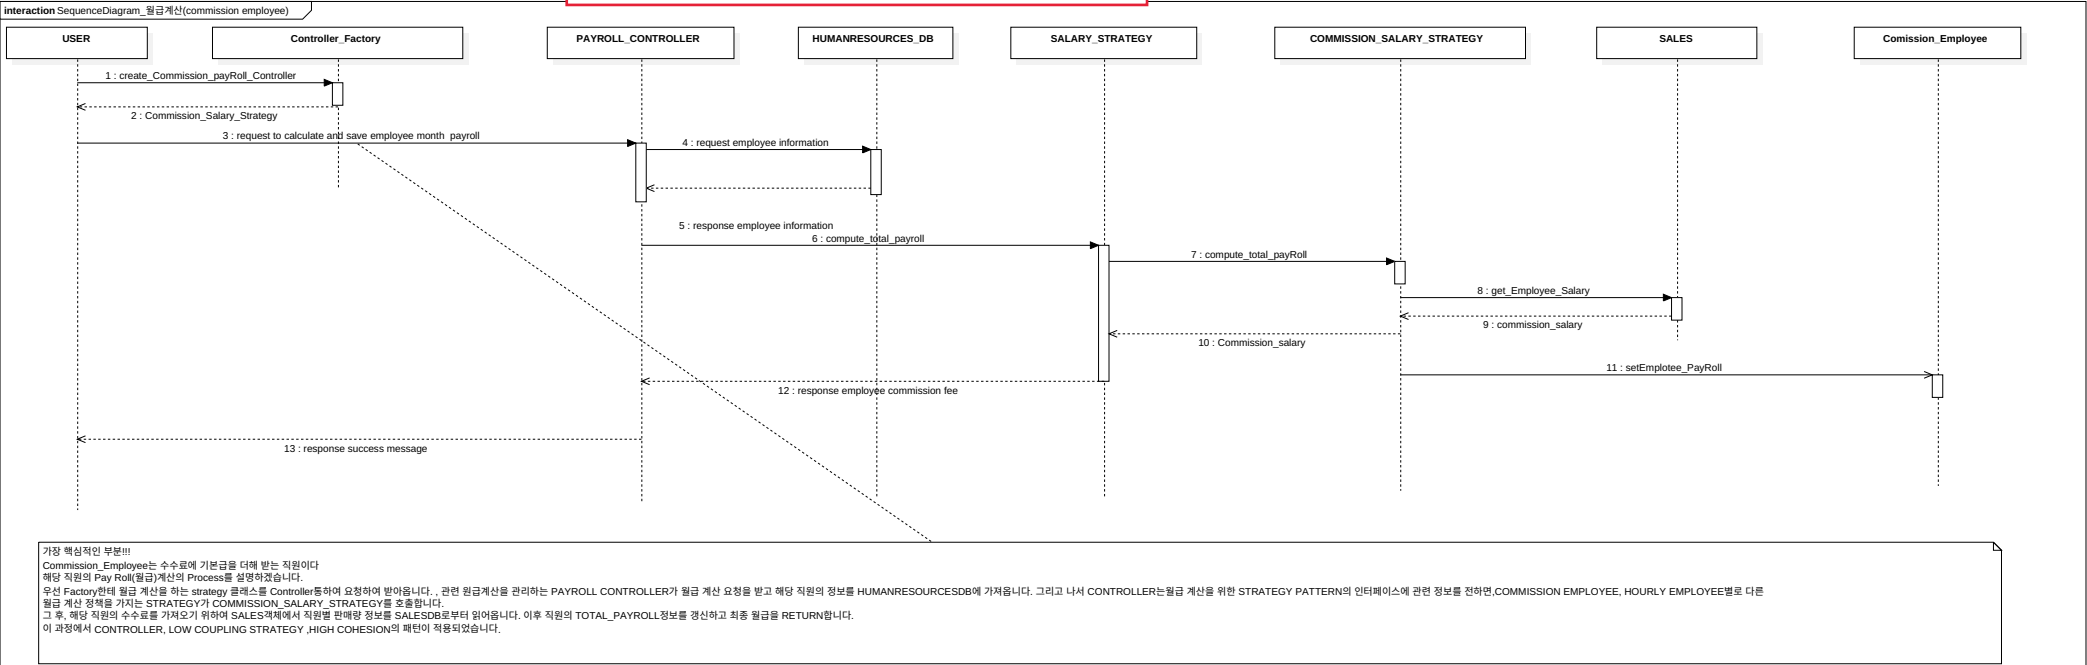 interaction SequenceDiagram_월급계산(commission employee)
USER
Controller_Factory
PAYROLL_CONTROLLER
HUMANRESOURCES_DB
SALARY_STRATEGY
COMMISSION_SALARY_STRATEGY
SALES
Comission_Employee
1 : create_Commission_payRoll_Controller
2 : Commission_Salary_Strategy
3 : request to calculate and save employee month payroll
4 : request employee information
5 : response employee information
6 : compute_total_payroll
7 : compute_total_payRoll
8 : get_Employee_Salary
9 : commission_salary
10 : Commission_salary
11 : setEmplotee_PayRoll
12 : response employee commission fee
13 : response success message
가장 핵심적인 부분!!!
Commission_Employee는 수수료에 기본급을 더해 받는 직원이다
해당 직원의 Pay Roll(월급)계산의 Process를 설명하겠습니다.
우선 Factory한테 월급 계산을 하는 strategy 클래스를 Controller통하여 요청하여 받아옵니다. , 관련 원급계산을 관리하는 PAYROLL CONTROLLER가 월급 계산 요청을 받고 해당 직원의 정보를 HUMANRESOURCESDB에 가져옵니다. 그리고 나서 CONTROLLER는월급 계산을 위한 STRATEGY PATTERN의 인터페이스에 관련 정보를 전하면,COMMISSION EMPLOYEE, HOURLY EMPLOYEE별로 다른
월급 계산 정책을 가지는 STRATEGY가 COMMISSION_SALARY_STRATEGY를 호출합니다.
그 후, 해당 직원의 수수료를 가져오기 위하여 SALES객체에서 직원별 판매량 정보를 SALESDB로부터 읽어옵니다. 이후 직원의 TOTAL_PAYROLL정보를 갱신하고 최종 월급을 RETURN합니다.
이 과정에서 CONTROLLER, LOW COUPLING STRATEGY ,HIGH COHESION의 패턴이 적용되었습니다.